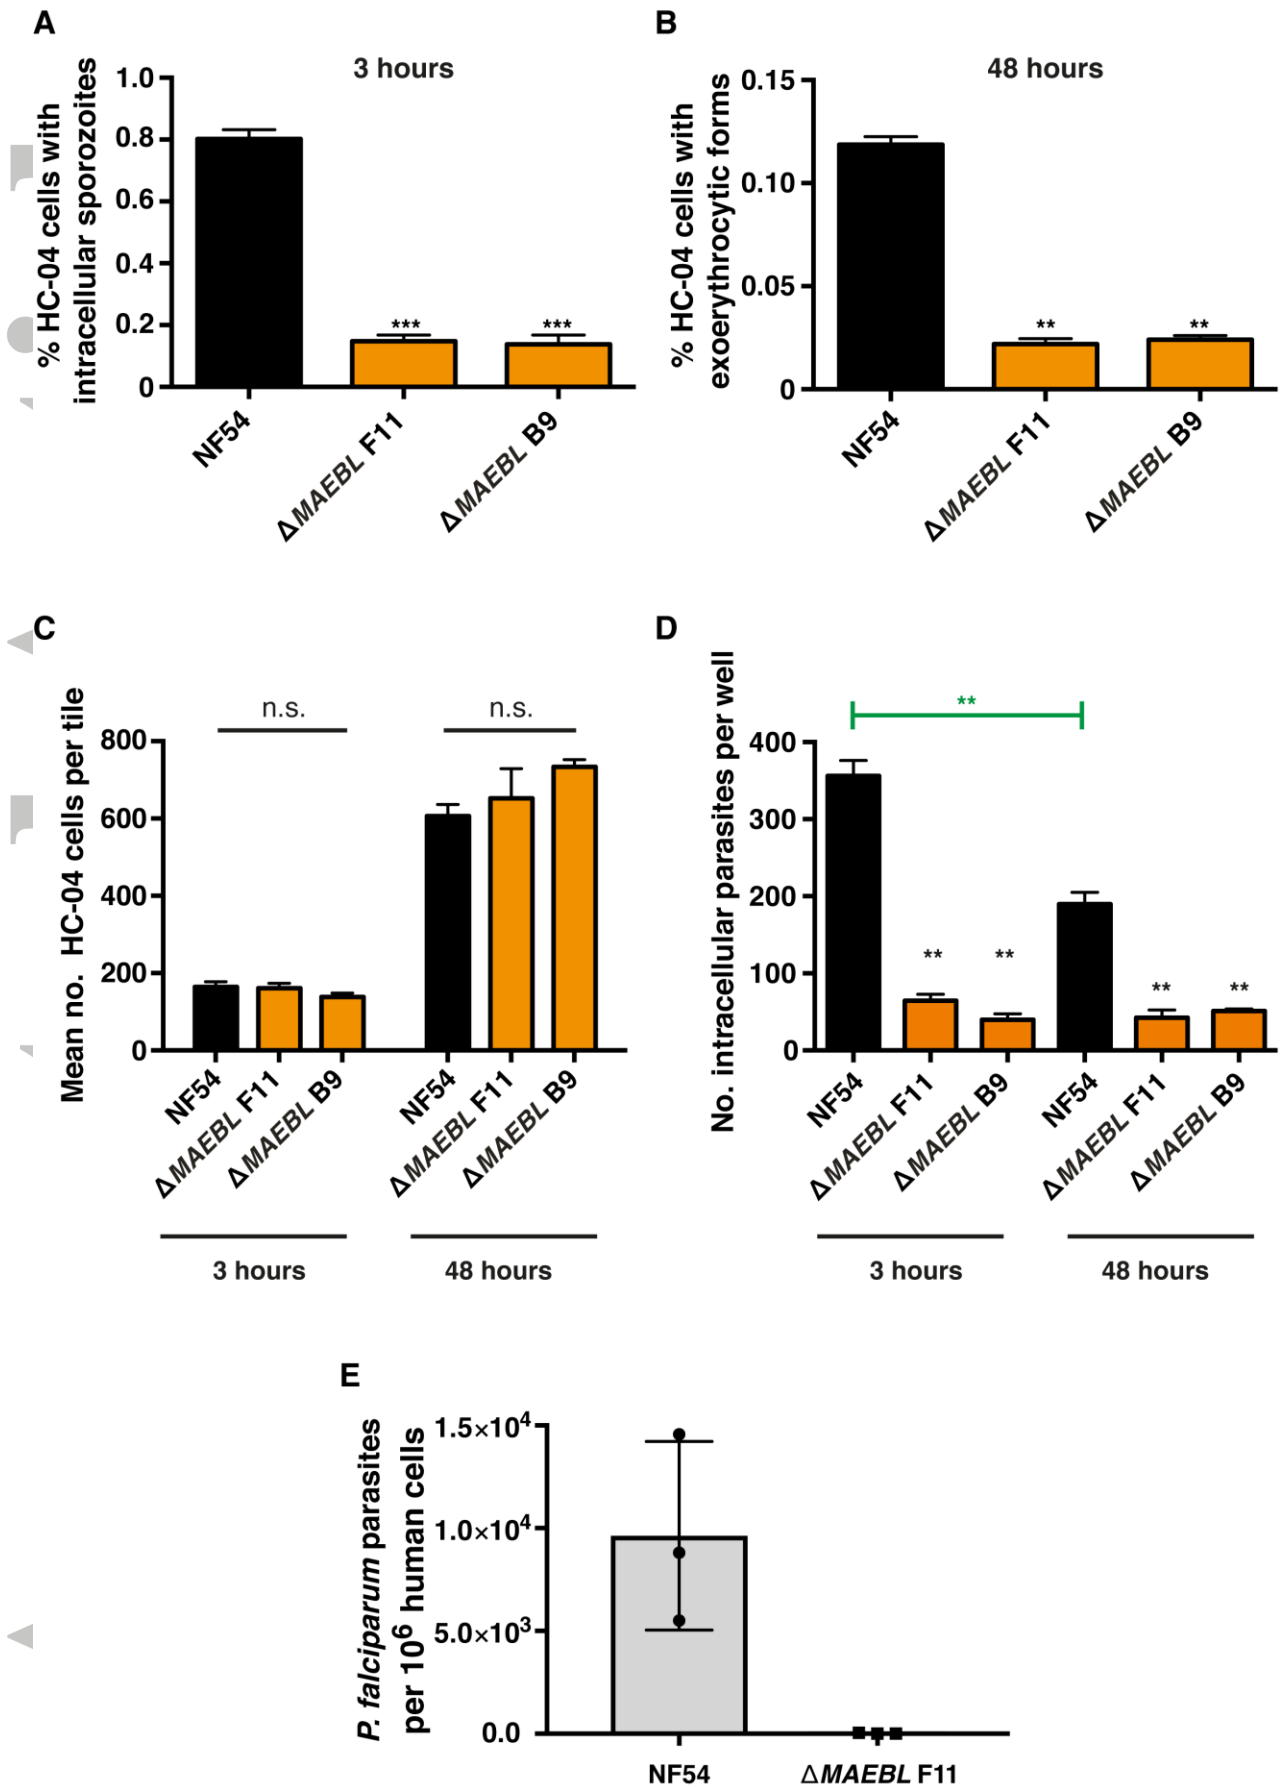 A
3 hours
% HC-04 cells with
intracellular sporozoites
1.0
0.8
0.6
0.4
0.2
0
***
***
NF54
ΔMAEBL F11
ΔMAEBL B9
B
48 hours
% HC-04 cells with
exoerythrocytic forms
0.15
0.10
0.05
0
**
**
NF54
ΔMAEBL F11
ΔMAEBL B9
C
Mean no. HC-04 cells per tile
n.s.
n.s.
800
600
400
200
0
NF54
ΔMAEBL F11
ΔMAEBL B9
NF54
ΔMAEBL F11
ΔMAEBL B9
3 hours
48 hours
D
No. intracellular parasites per well
**
400
300
200
100
0
**
**
**
**
NF54
ΔMAEBL F11
ΔMAEBL B9
NF54
ΔMAEBL F11
ΔMAEBL B9
3 hours
48 hours
E
P. falciparum parasites
per 10⁶ human cells
1.5×10⁴
1.0×10⁴
5.0×10³
0.0
NF54
ΔMAEBL F11